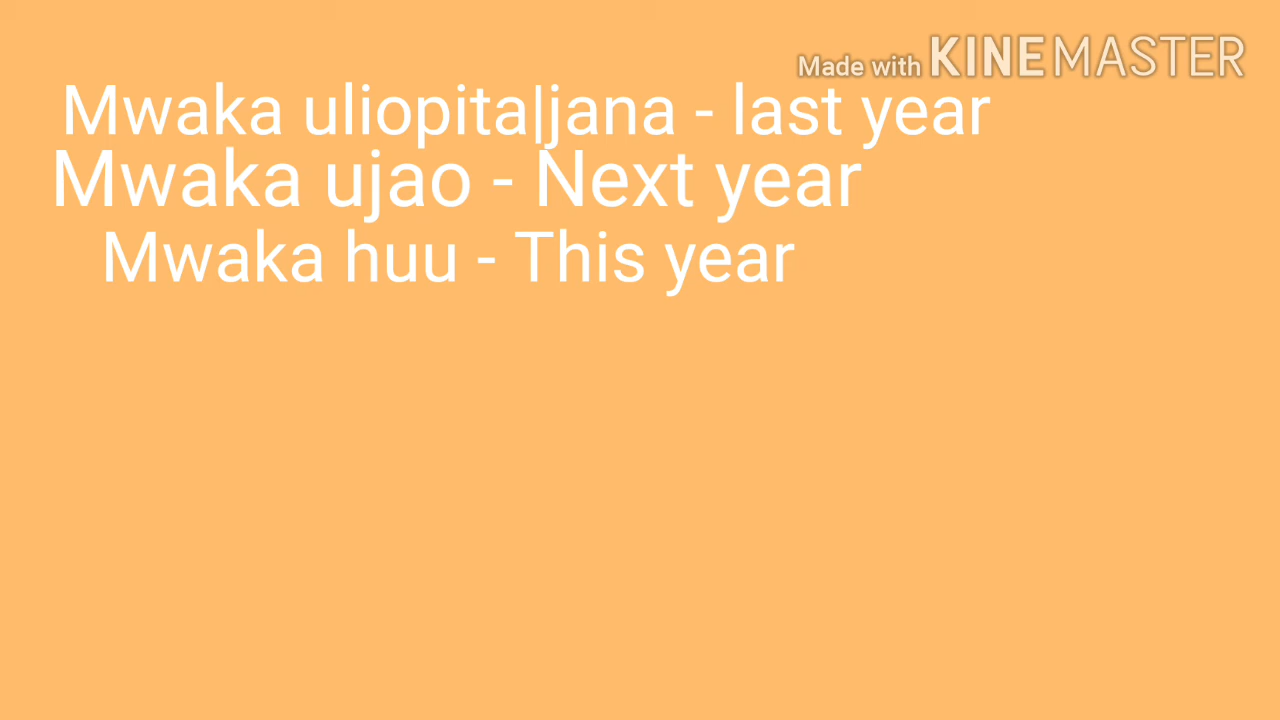 Made with KINEMASTER
Mwaka uliopita|jana - last year
Mwaka ujao - Next year
Mwaka huu - This year